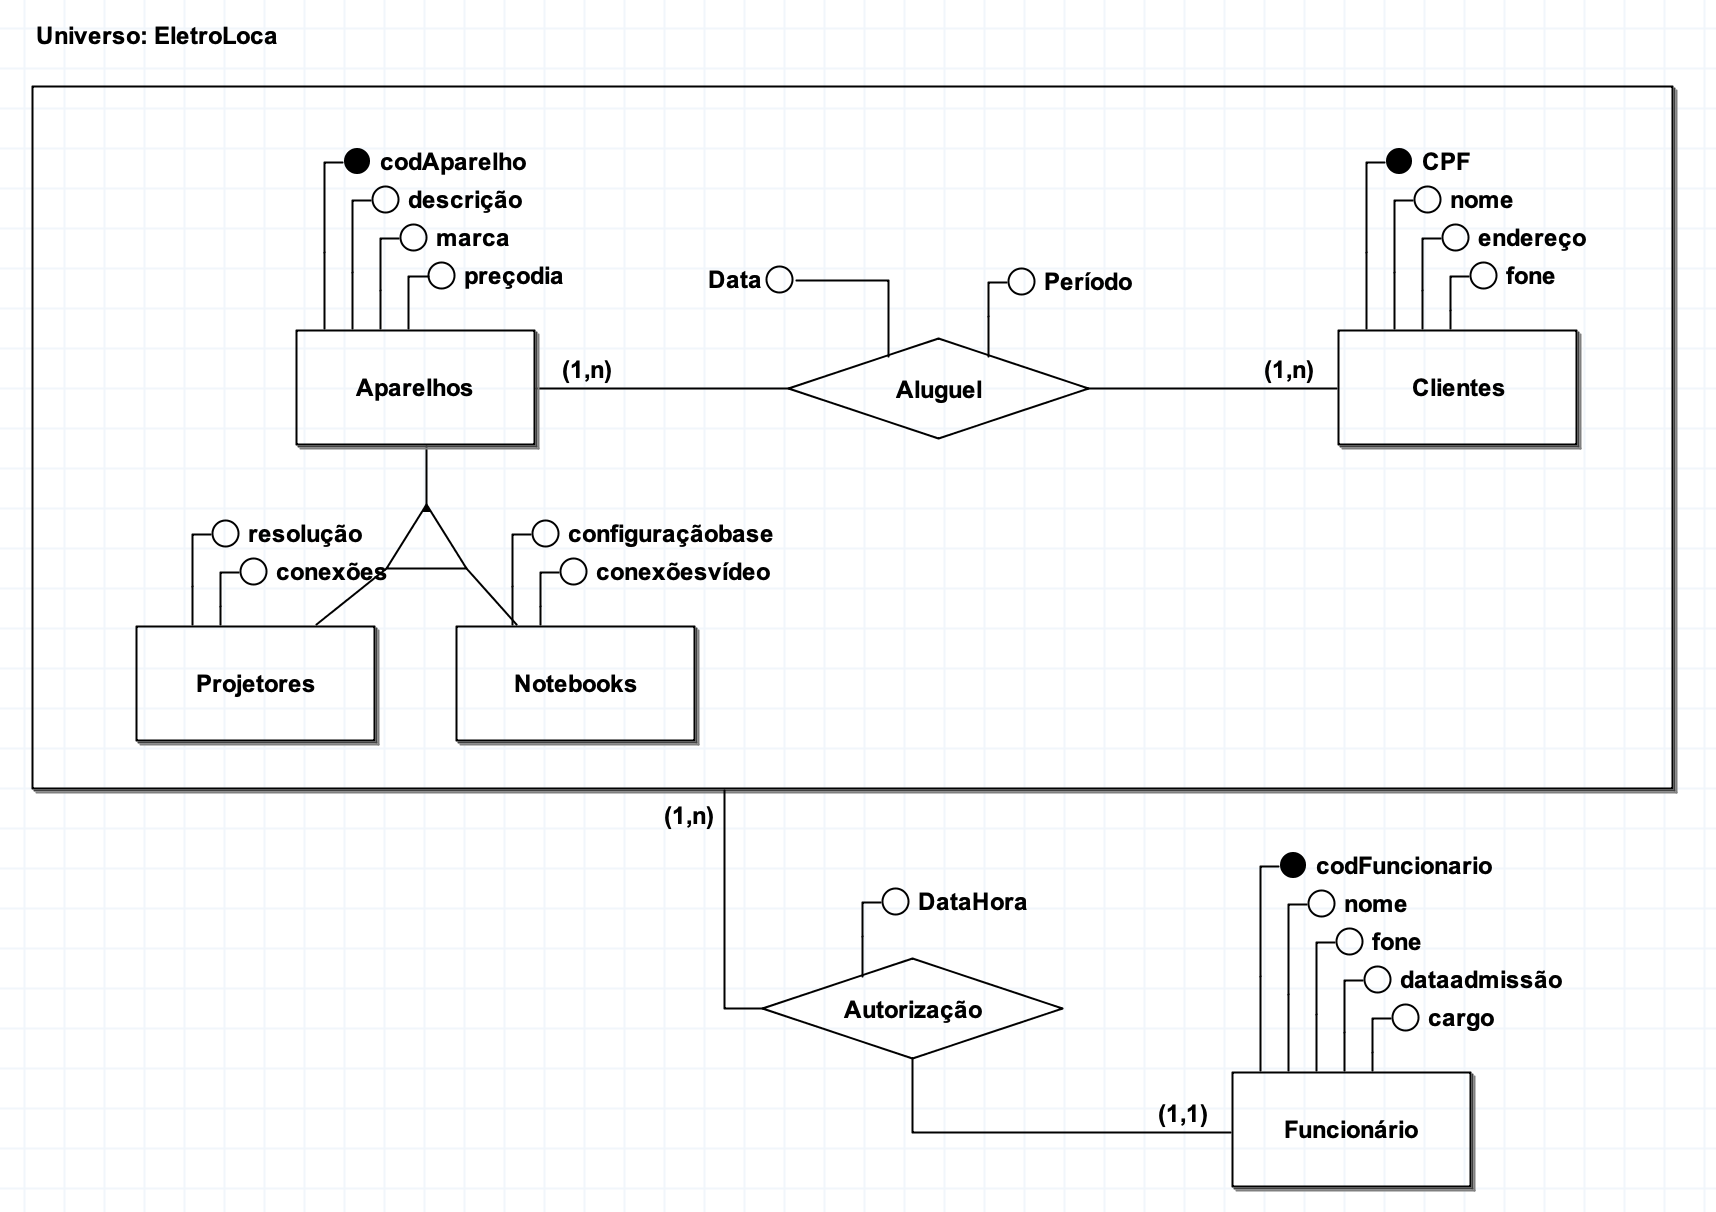 Universo: EletroLoca
codAparelho
descrição
marca
preçodia
Data
Período
CPF
nome
endereço
fone
Aparelhos
(1,n)
Aluguel
(1,n)
Clientes
resolução
conexões
configuraçãobase
conexõesvídeo
Projetores
Notebooks
(1,n)
DataHora
Autorização
codFuncionario
nome
fone
dataadmissão
cargo
(1,1)
Funcionário